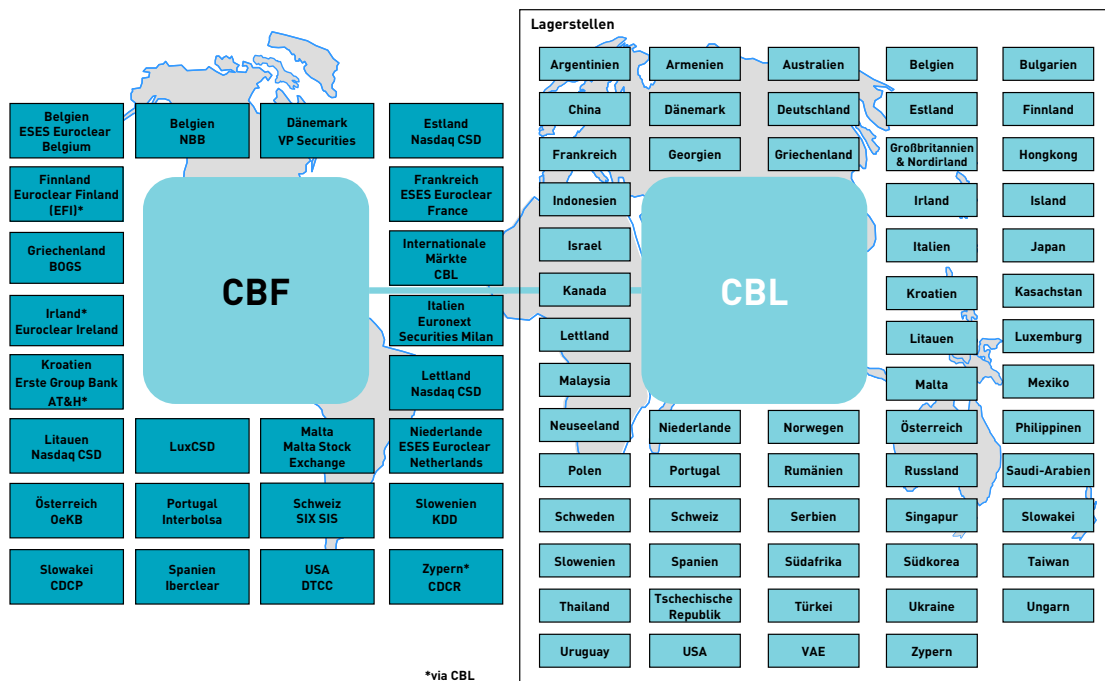 Belgien
ESES Euroclear
Belgium
Belgien
NBB
Dänemark
VP Securities
Estland
Nasdaq CSD
Finnland
Euroclear Finland
(EFI)*
Frankreich
ESES Euroclear
France
Griechenland
BOGS
Internationale
Märkte
CBL
CBF
Irland*
Euroclear Ireland
Italien
Euronext
Securities Milan
Kroatien
Erste Group Bank
AT&H*
Lettland
Nasdaq CSD
Litauen
Nasdaq CSD
LuxCSD
Malta
Malta Stock
Exchange
Niederlande
ESES Euroclear
Netherlands
Österreich
OeKB
Portugal
Interbolsa
Schweiz
SIX SIS
Slowenien
KDD
Slowakei
CDCP
Spanien
Iberclear
USA
DTCC
Zypern*
CDCR
*via CBL
Lagerstellen
Argentinien
Armenien
Australien
Belgien
Bulgarien
China
Dänemark
Deutschland
Estland
Finnland
Frankreich
Georgien
Griechenland
Großbritannien
& Nordirland
Hongkong
Indonesien
Irland
Island
Israel
Italien
Japan
Kanada
CBL
Kroatien
Kasachstan
Lettland
Litauen
Luxemburg
Malaysia
Malta
Mexiko
Neuseeland
Niederlande
Norwegen
Österreich
Philippinen
Polen
Portugal
Rumänien
Russland
Saudi-Arabien
Schweden
Schweiz
Serbien
Singapur
Slowakei
Slowenien
Spanien
Südafrika
Südkorea
Taiwan
Thailand
Tschechische
Republik
Türkei
Ukraine
Ungarn
Uruguay
USA
VAE
Zypern